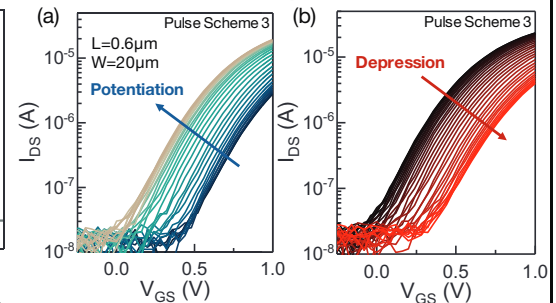 (a)
Pulse Scheme 3
L=0.6μm
W=20μm
Potentiation
I_DS (A)
10⁻⁵
10⁻⁶
10⁻⁷
10⁻⁸
0.0 0.5 1.0
V_GS (V)
(b)
Pulse Scheme 3
Depression
I_DS (A)
10⁻⁵
10⁻⁶
10⁻⁷
10⁻⁸
0.0 0.5 1.0
V_GS (V)